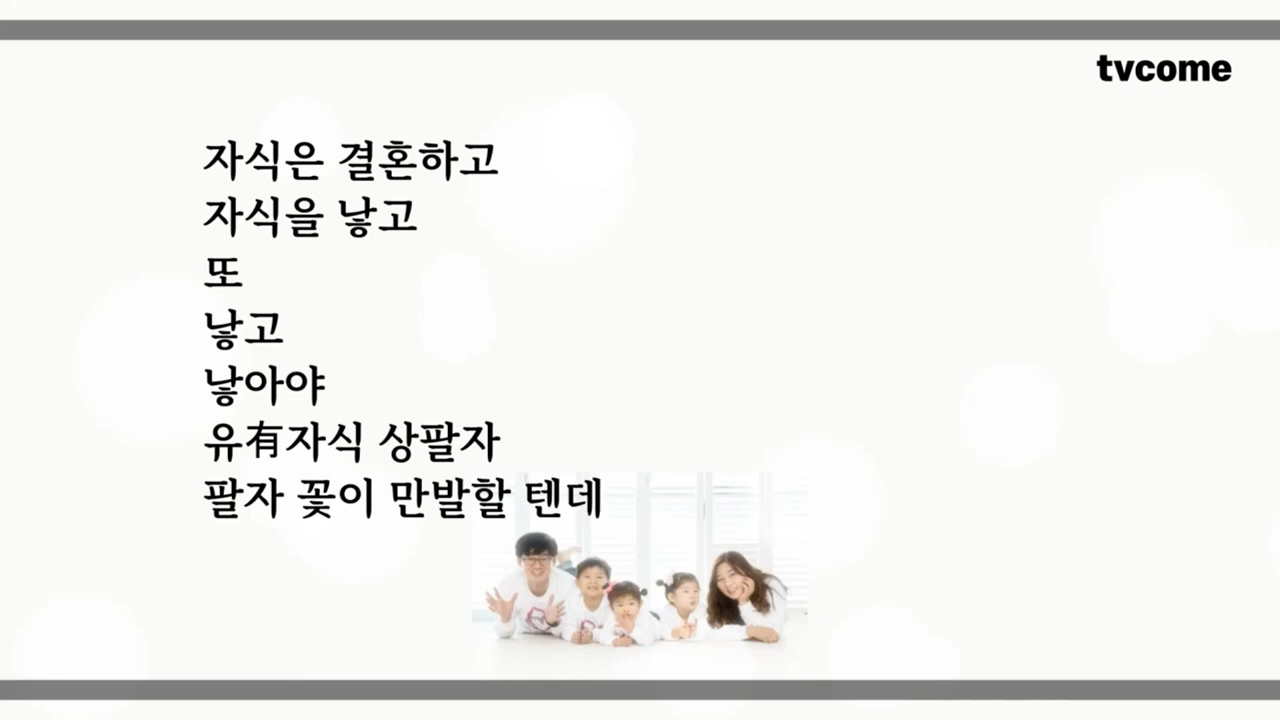 tvcome
자식은 결혼하고
자식을 낳고
또
낳고
낳아야
유有자식 상팔자
팔자 꽃이 만발할 텐데